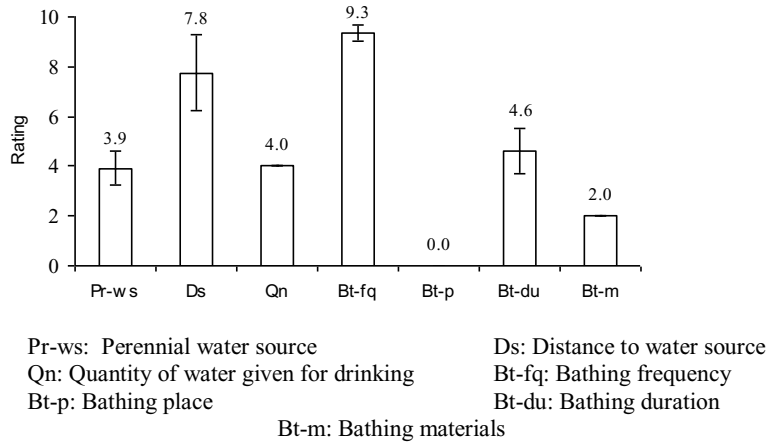 10
8
6
4
2
0
Rating
3.9
7.8
4.0
9.3
0.0
4.6
2.0
Pr-ws Ds Qn Bt-fq Bt-p Bt-du Bt-m
Pr-ws: Perennial water source Ds: Distance to water source
Qn: Quantity of water given for drinking Bt-fq: Bathing frequency
Bt-p: Bathing place Bt-du: Bathing duration
Bt-m: Bathing materials